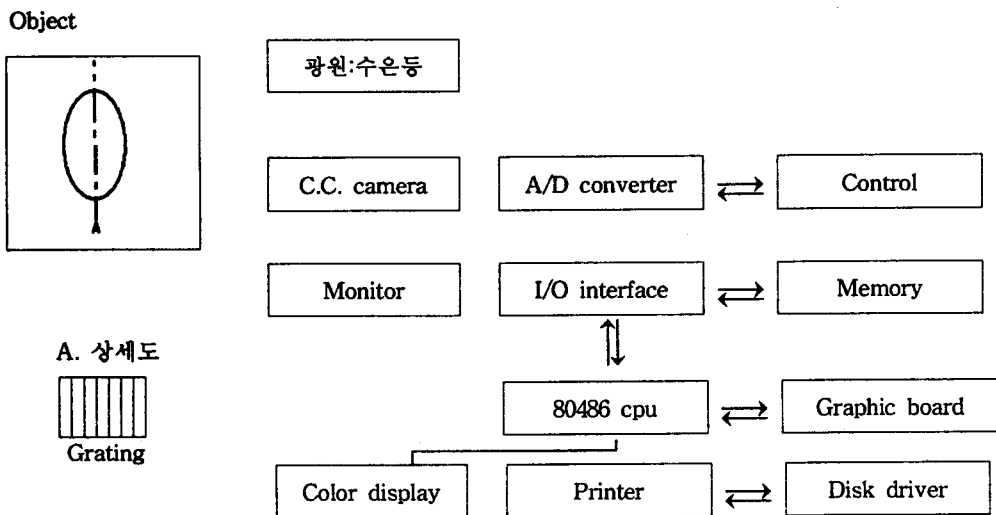 Object
광원:수은등
C.C. camera
A/D converter
Control
Monitor
I/O interface
Memory
A. 상세도
80486 cpu
Graphic board
Grating
Color display
Printer
Disk driver
A